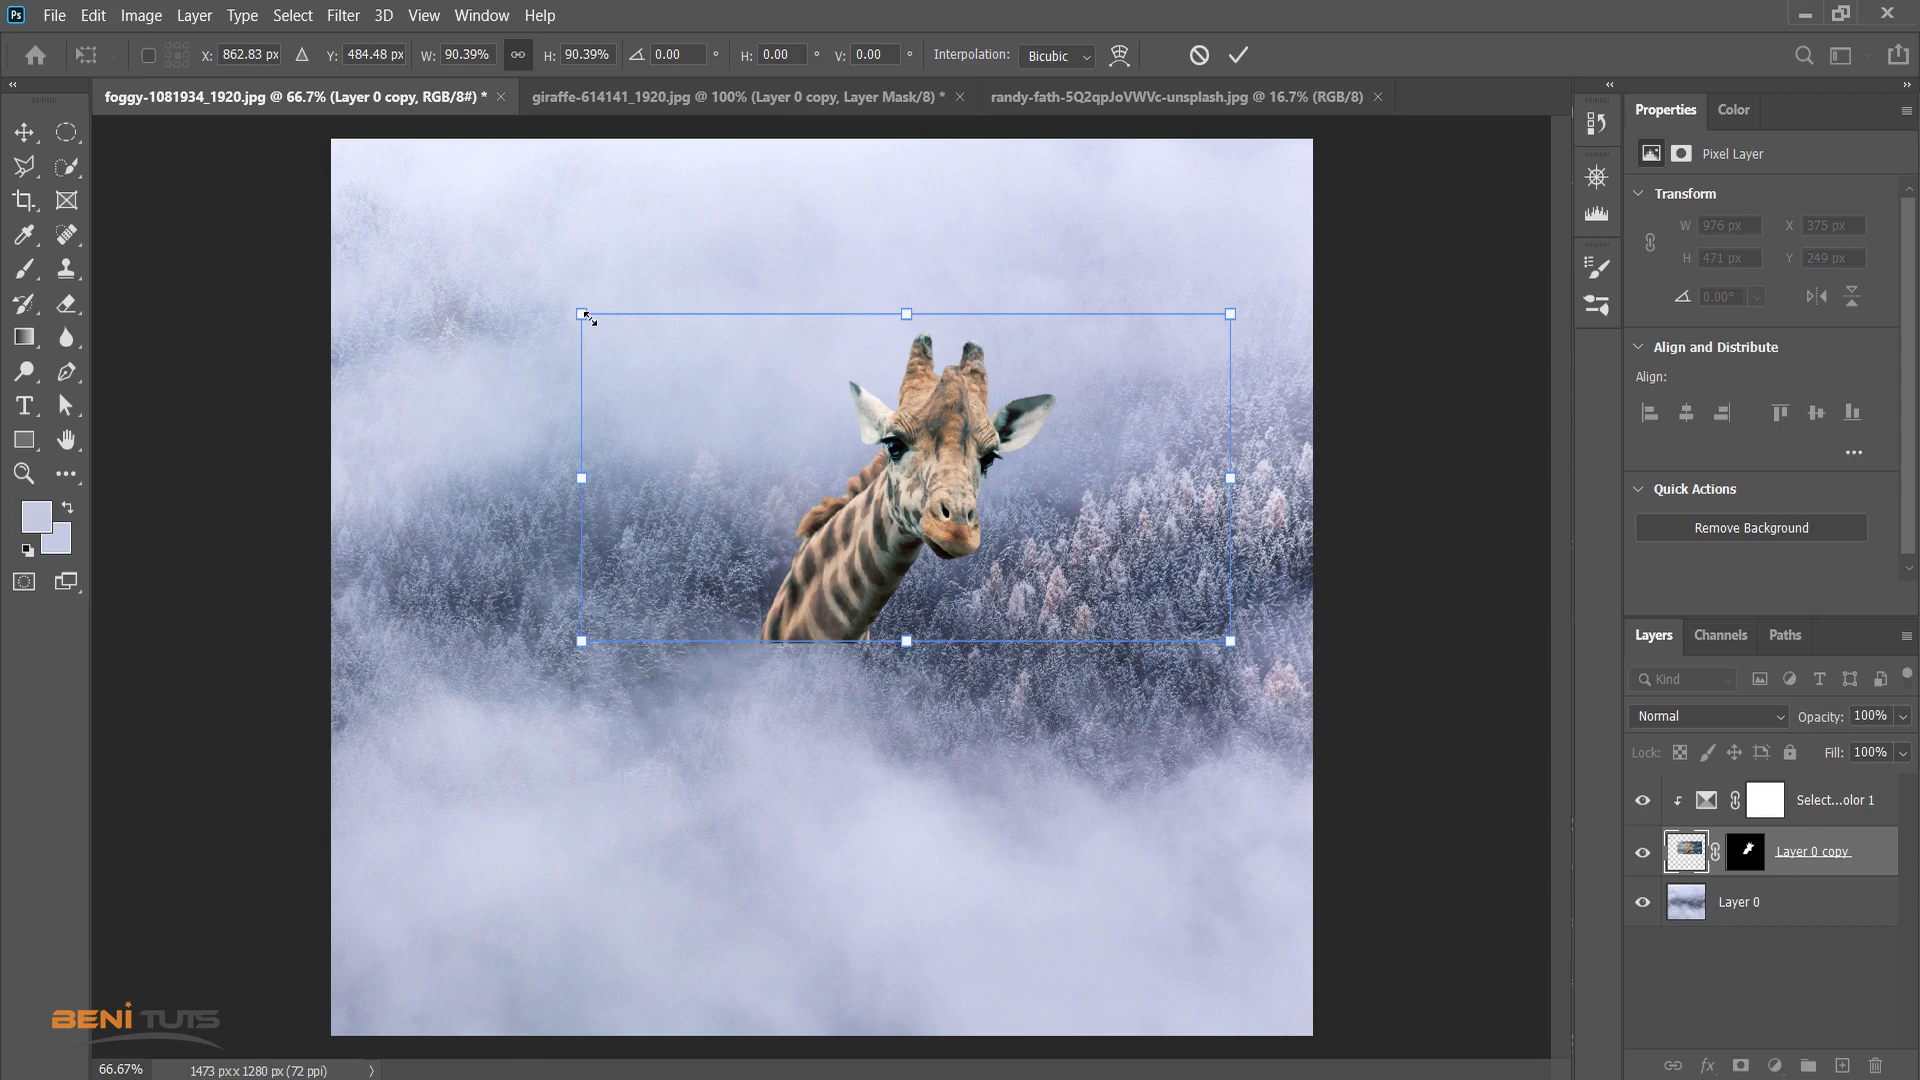 Ps File Edit Image Layer Type Select Filter 3D View Window Help
X: 862.83 px Y: 484.48 px W: 90.39% H: 90.39% 0.00 ° H: 0.00 ° V: 0.00 ° Interpolation: Bicubic
foggy-1081934_1920.jpg @ 66.7% (Layer 0 copy, RGB/8#) *
giraffe-614141_1920.jpg @ 100% (Layer 0 copy, Layer Mask/8) *
randy-fath-5Q2qpJoVWVc-unsplash.jpg @ 16.7% (RGB/8)
Properties Color
Pixel Layer
Transform
W 976 px X 375 px
H 471 px Y 249 px
0.00°
Align and Distribute
Align:
Quick Actions
Remove Background
Layers Channels Paths
Kind
Normal Opacity: 100%
Lock: Fill: 100%
Select...olor 1
Layer 0 copy
Layer 0
BENI TUTS
66.67% 1473 px x 1280 px (72 ppi)